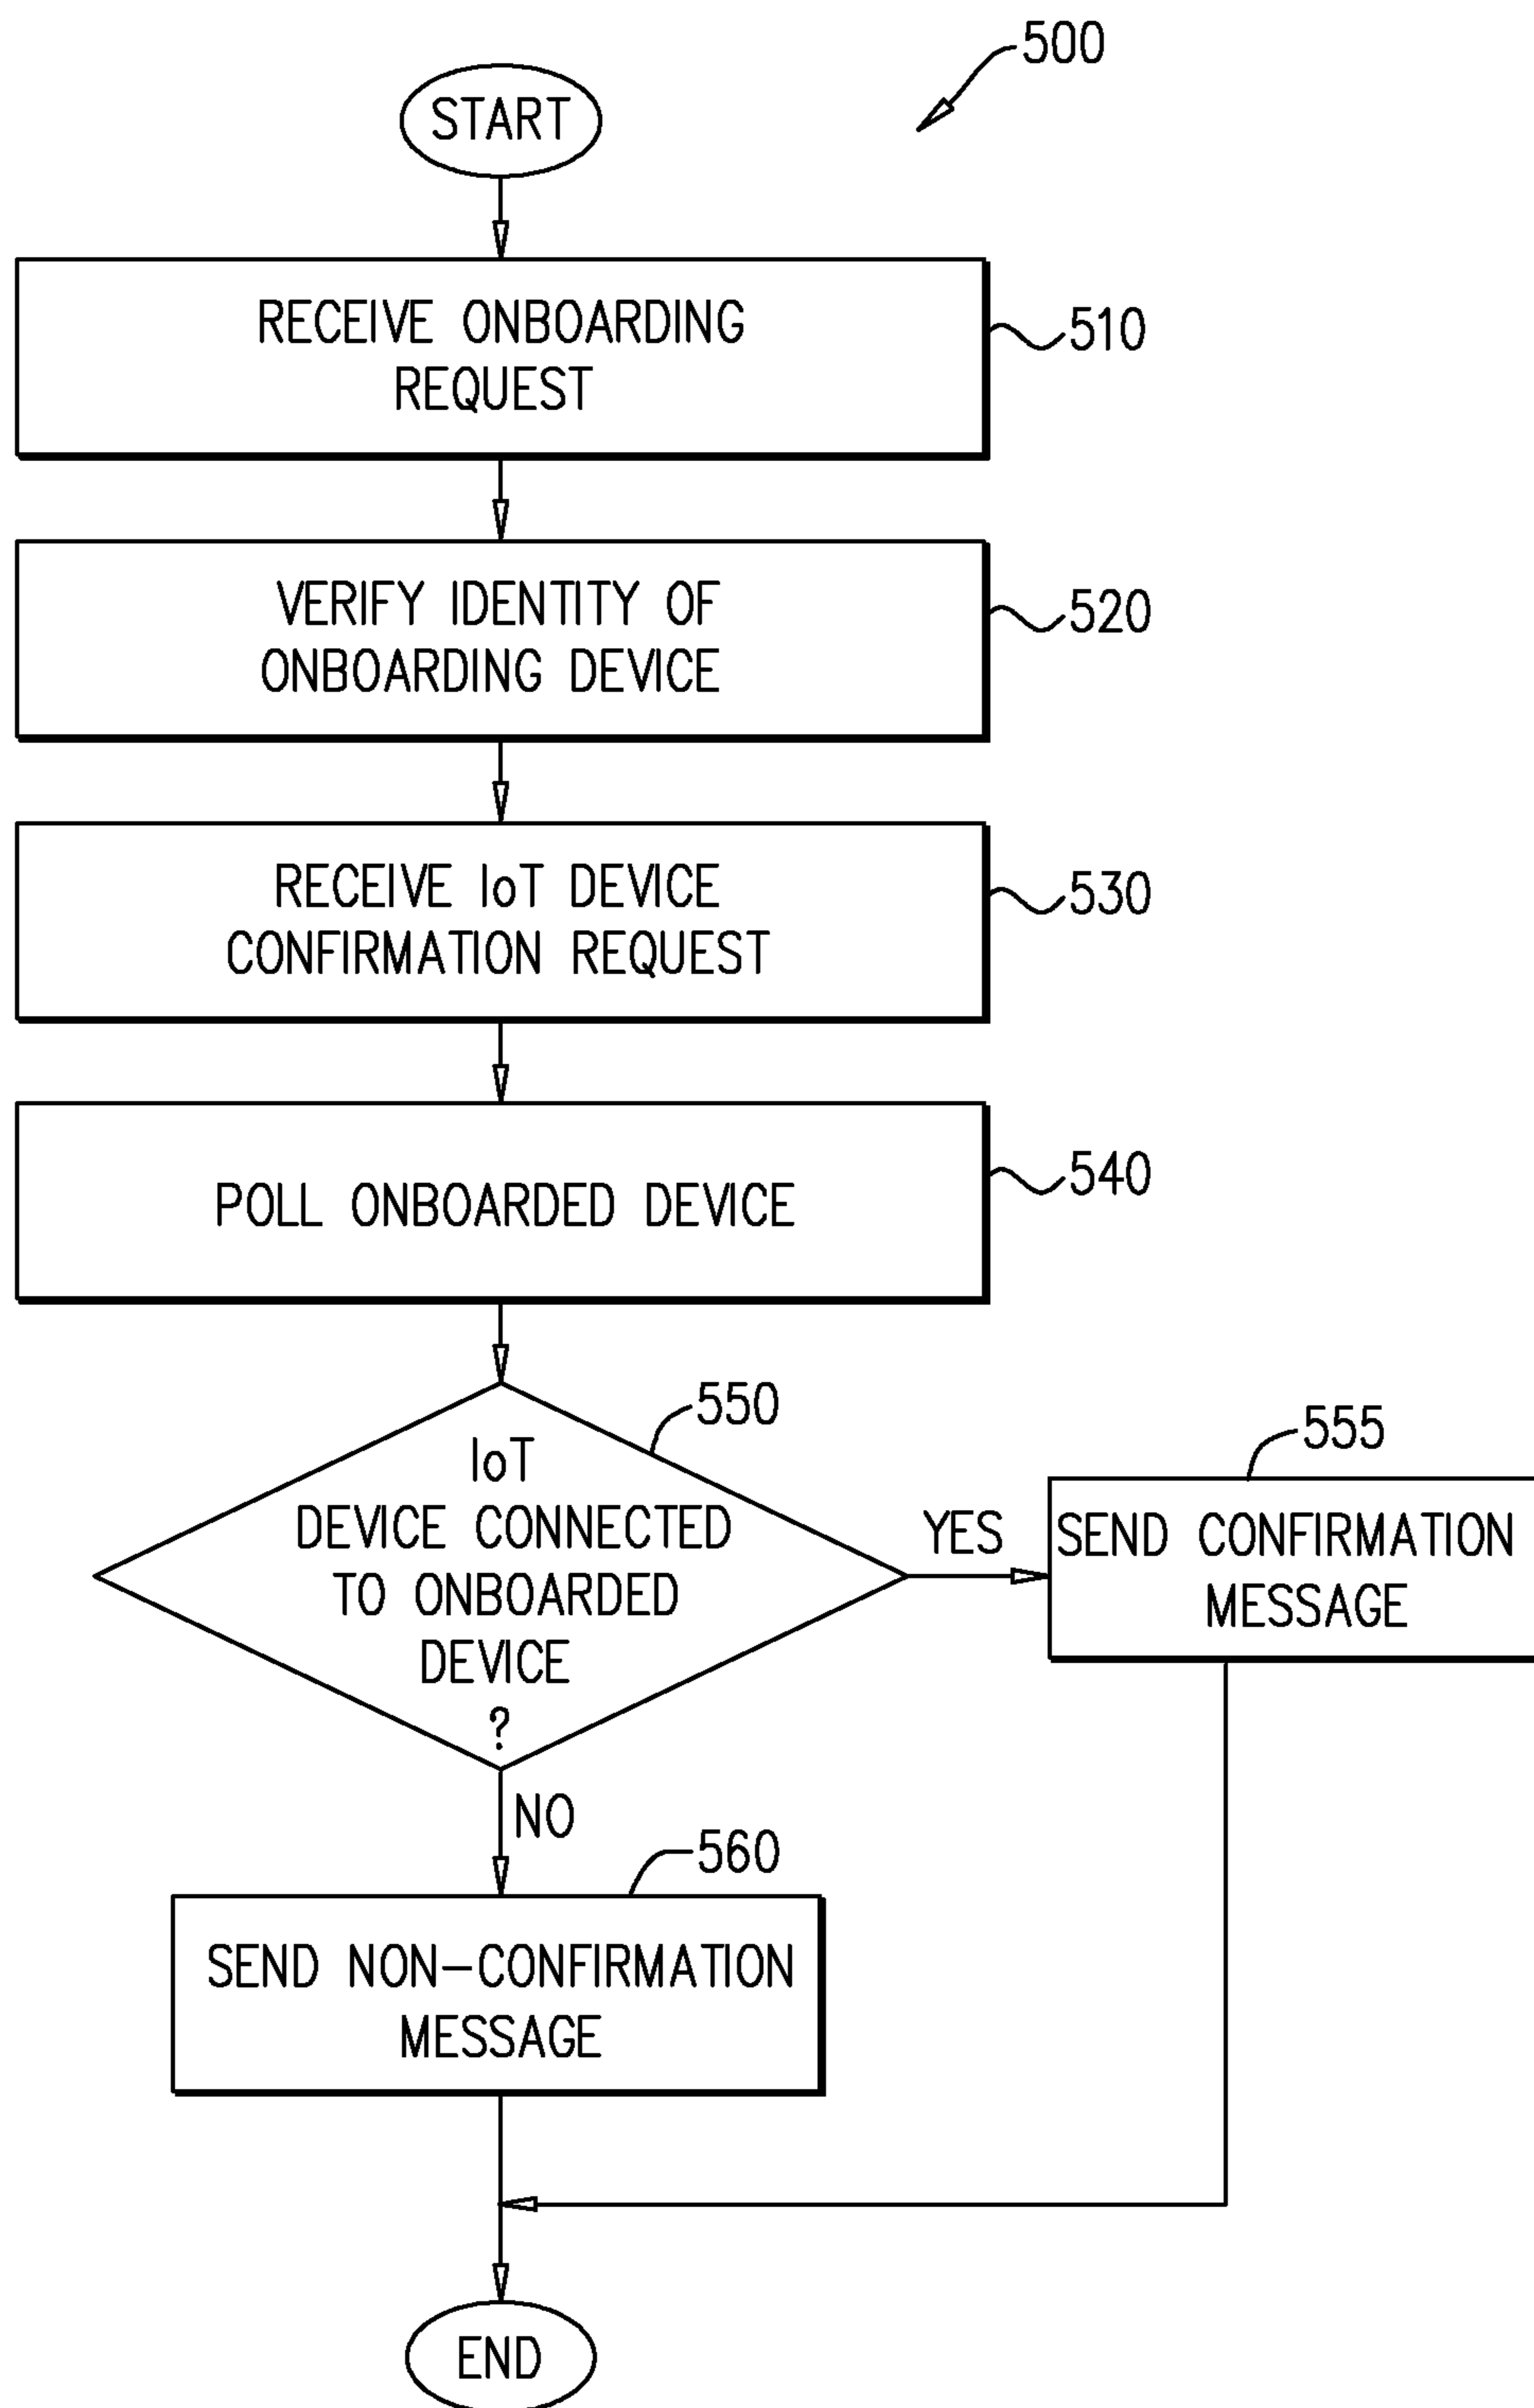 500
START
RECEIVE ONBOARDING
REQUEST
510
VERIFY IDENTITY OF
ONBOARDING DEVICE
520
RECEIVE IoT DEVICE
CONFIRMATION REQUEST
530
POLL ONBOARDED DEVICE
540
550
IoT
DEVICE CONNECTED
TO ONBOARDED
DEVICE
?
YES
555
SEND CONFIRMATION
MESSAGE
NO
560
SEND NON-CONFIRMATION
MESSAGE
END